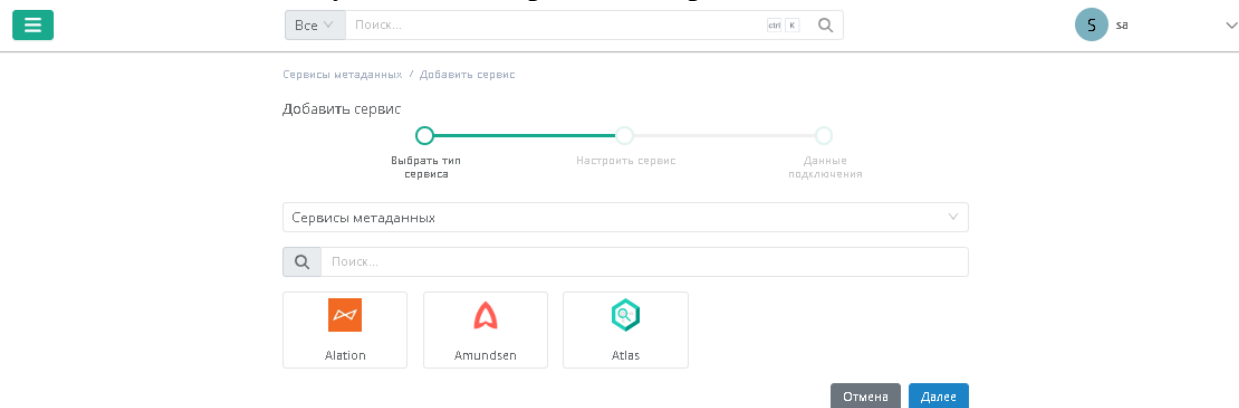 Все Поиск... ctrl K S sa
Сервисы метаданных / Добавить сервис
Добавить сервис
Выбрать тип сервиса
Настроить сервис
Данные подключения
Сервисы метаданных
Поиск...
Alation Amundsen Atlas
Отмена Далее